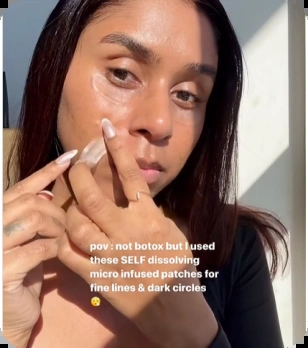 pov : not botox but I used
these SELF dissolving
micro infused patches for
fine lines & dark circles
😗